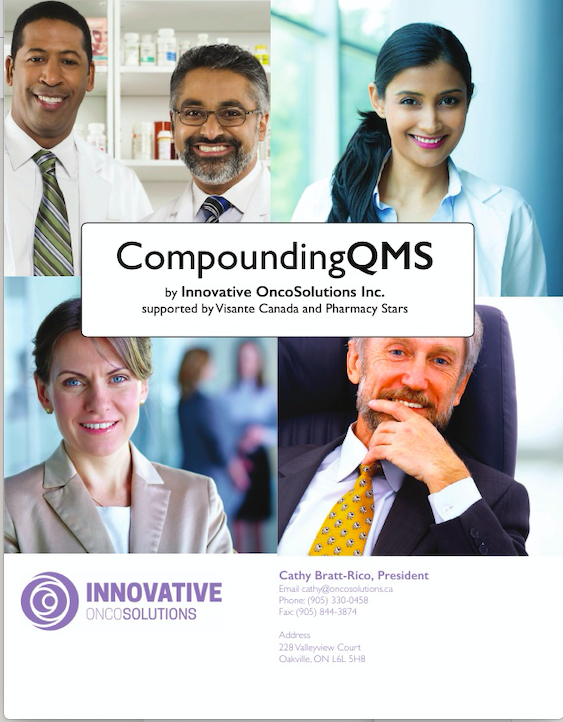 CompoundingQMS
by Innovative OncoSolutions Inc.
supported by Visante Canada and Pharmacy Stars
INNOVATIVE
ONCOSOLUTIONS
Cathy Bratt-Rico, President
Email cathy@oncosolutions.ca
Phone: (905) 330-0458
Fax: (905) 844-3874
Address
228 Valleyview Court
Oakville, ON L6L 5H8